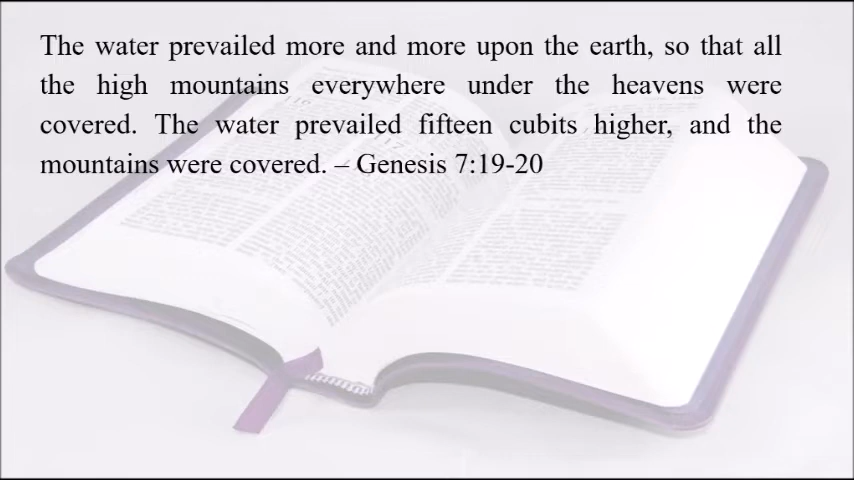 The water prevailed more and more upon the earth, so that all
the high mountains everywhere under the heavens were
covered. The water prevailed fifteen cubits higher, and the
mountains were covered. – Genesis 7:19-20